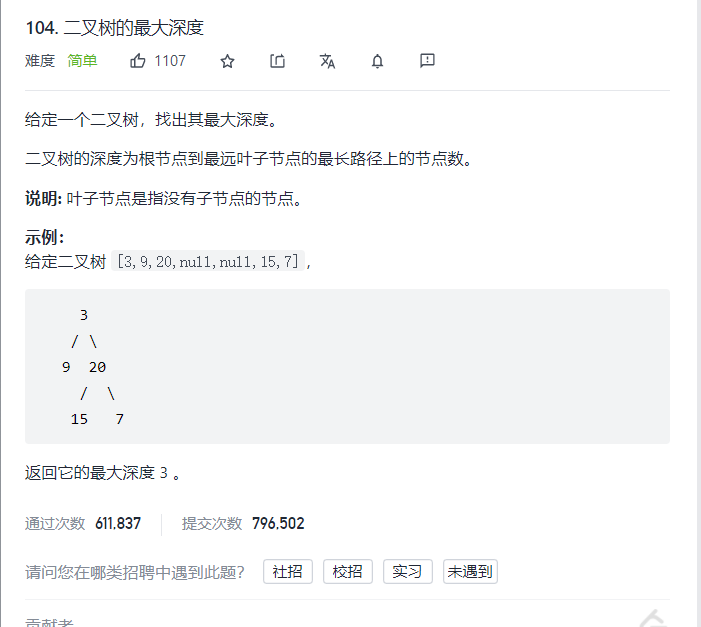 104. 二叉树的最大深度
难度 简单 1107
给定一个二叉树，找出其最大深度。
二叉树的深度为根节点到最远叶子节点的最长路径上的节点数。
说明: 叶子节点是指没有子节点的节点。
示例：
给定二叉树 [3,9,20,null,null,15,7]，
3
/ \
9 20
/ \
15 7
返回它的最大深度 3 。
通过次数 611,837 提交次数 796,502
请问您在哪类招聘中遇到此题？ 社招 校招 实习 未遇到
贡献者